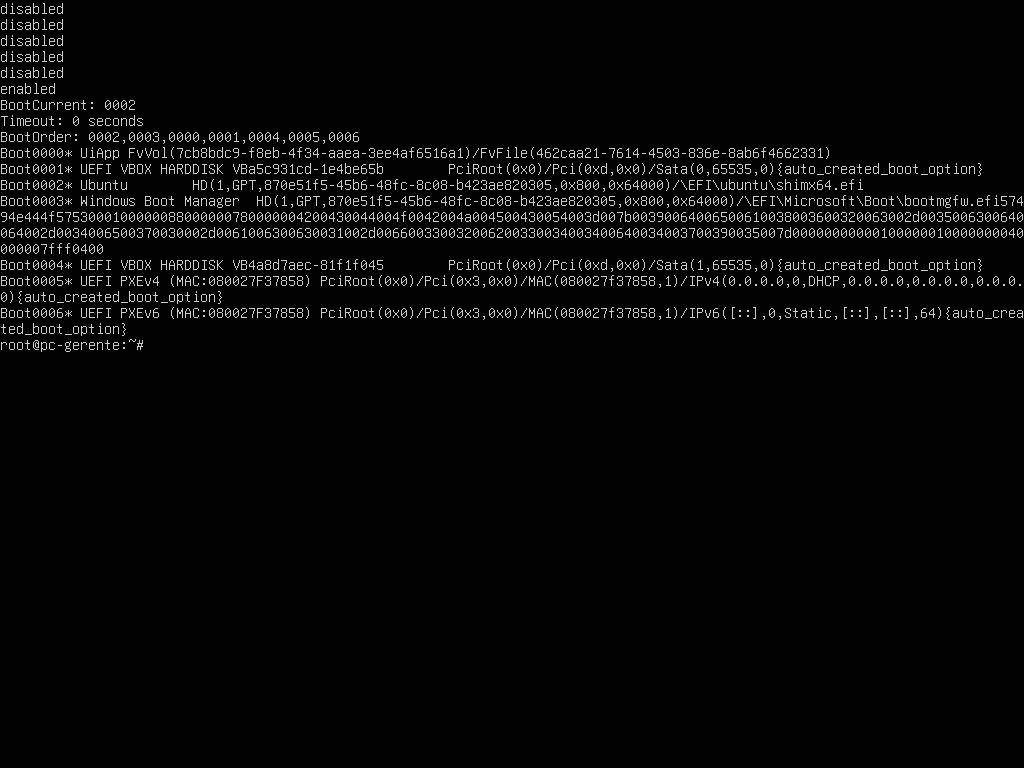 disabled
disabled
disabled
disabled
disabled
enabled
BootCurrent: 0002
Timeout: 0 seconds
BootOrder: 0002,0003,0000,0001,0004,0005,0006
Boot0000* UiApp FvVol(7cb8bdc9-f8eb-4f34-aaea-3ee4af6516a1)/FvFile(462caa21-7614-4503-836e-8ab6f4662331)
Boot0001* UEFI VBOX HARDDISK VBa5c931cd-1e4be65b        PciRoot(0x0)/Pci(0xd,0x0)/Sata(0,65535,0){auto_created_boot_option}
Boot0002* Ubuntu        HD(1,GPT,870e51f5-45b6-48fc-8c08-b423ae820305,0x800,0x64000)/\EFI\ubuntu\shimx64.efi
Boot0003* Windows Boot Manager  HD(1,GPT,870e51f5-45b6-48fc-8c08-b423ae820305,0x800,0x64000)/\EFI\Microsoft\Boot\bootmgfw.efi574
94e444f5753000100000088000000780000004200430044004f0042004a004500430054003d007b00390064006500610038003600320063002d003500630064
0064002d0034006500370030002d0061006300630031002d006600330032006200330034003400640034003700390035007d00000000000100000010000000040
000007fff0400
Boot0004* UEFI VBOX HARDDISK VB4a8d7aec-81f1f045        PciRoot(0x0)/Pci(0xd,0x0)/Sata(1,65535,0){auto_created_boot_option}
Boot0005* UEFI PXEv4 (MAC:080027F37858) PciRoot(0x0)/Pci(0x3,0x0)/MAC(080027f37858,1)/IPv4(0.0.0.0,0,DHCP,0.0.0.0,0.0.0.0,0.0.0.
0){auto_created_boot_option}
Boot0006* UEFI PXEv6 (MAC:080027F37858) PciRoot(0x0)/Pci(0x3,0x0)/MAC(080027f37858,1)/IPv6([::],0,Static,[::],[::],64){auto_crea
ted_boot_option}
root@pc-gerente:~#